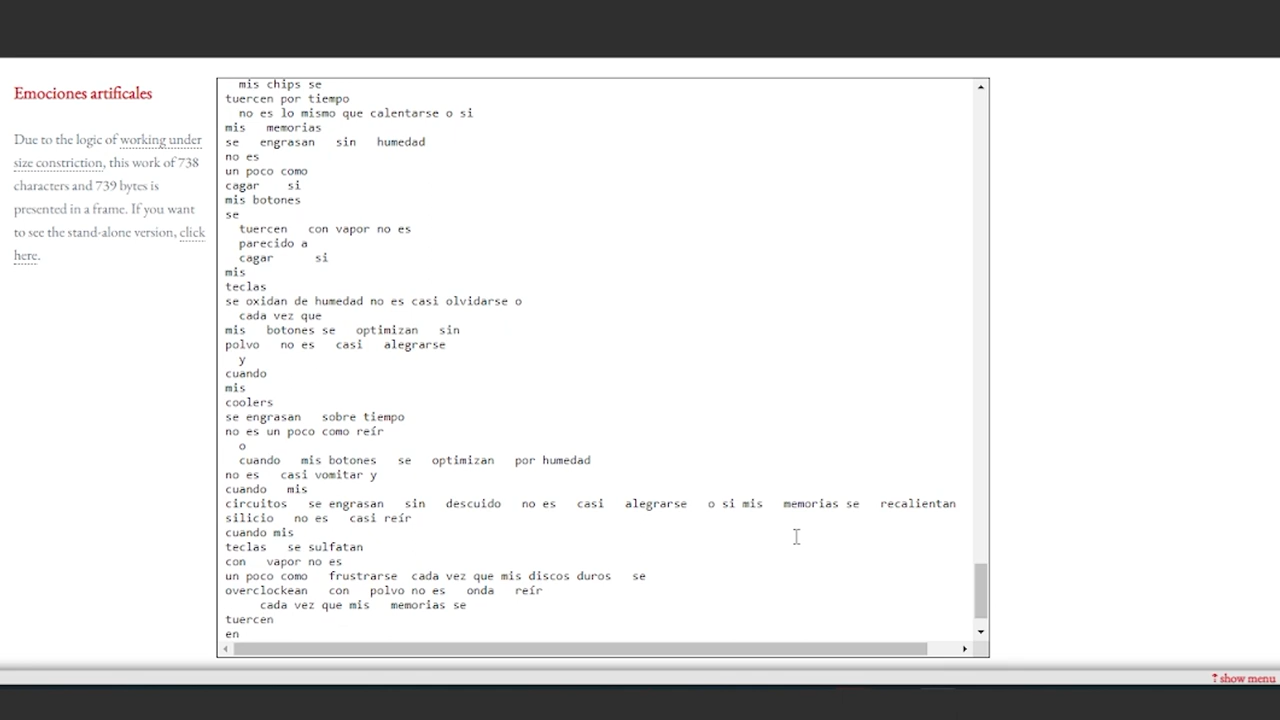 Emociones artificales
Due to the logic of working under
size constriction, this work of 738
characters and 739 bytes is
presented in a frame. If you want
to see the stand-alone version, click
here.
mis chips se
tuercen por tiempo
no es lo mismo que calentarse o si
mis memorias
se engrasan sin humedad
no es
un poco como
cagar si
mis botones
se
tuercen con vapor no es
parecido a
cagar si
mis
teclas
se oxidan de humedad no es casi olvidarse o
cada vez que
mis botones se optimizan sin
polvo no es casi alegrarse
y
cuando
mis
coolers
se engrasan sobre tiempo
no es un poco como reír
o
cuando mis botones se optimizan por humedad
no es casi vomitar y
cuando mis
circuitos se engrasan sin descuido no es casi alegrarse o si mis memorias se recalientan
silicio no es casi reír
cuando mis
teclas se sulfatan
con vapor no es
un poco como frustrarse cada vez que mis discos duros se
overclockean con polvo no es onda reír
cada vez que mis memorias se
tuercen
en
⇡ show menu